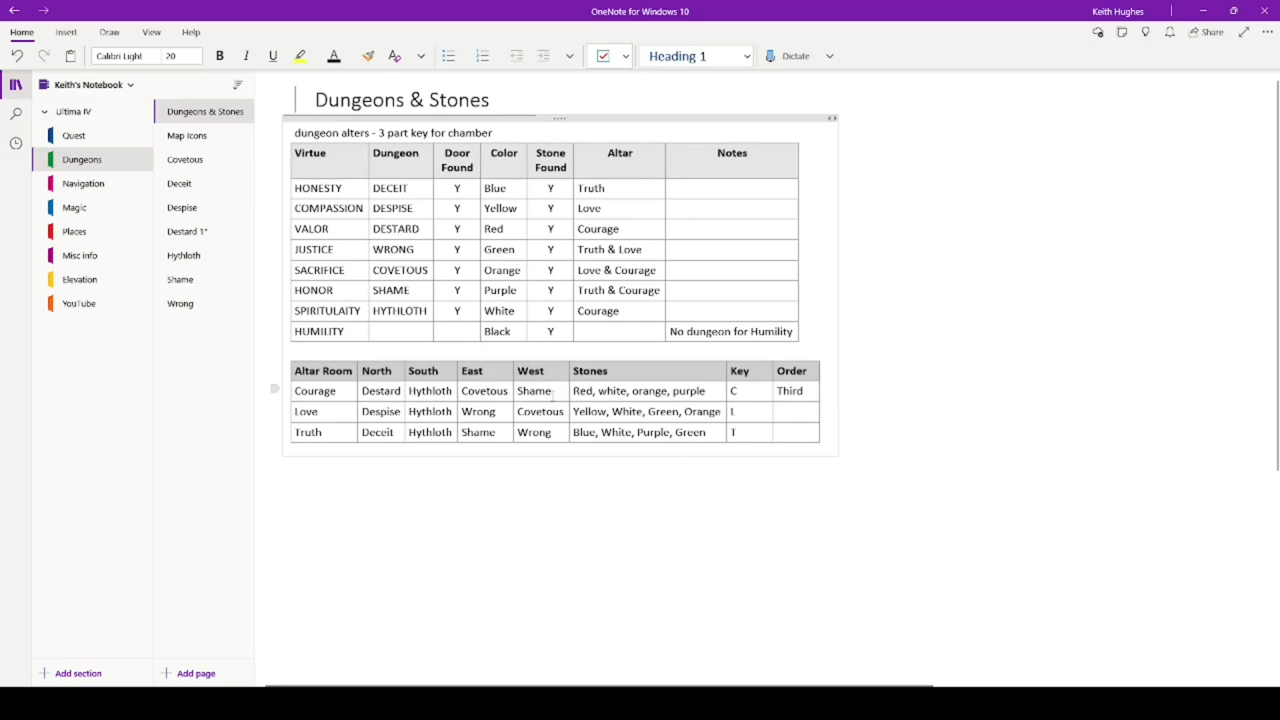 OneNote for Windows 10
Keith Hughes
Home Insert Draw View Help
Share
Calibri Light 20 B I U A Heading 1 Dictate
Keith's Notebook
Ultima IV
Quest
Dungeons
Navigation
Magic
Places
Misc info
Elevation
YouTube
Add section
Dungeons & Stones
Map Icons
Covetous
Deceit
Despise
Destard 1*
Hythloth
Shame
Wrong
Add page
Dungeons & Stones
dungeon alters - 3 part key for chamber
Virtue Dungeon Door Found Color Stone Found Altar Notes
HONESTY DECEIT Y Blue Y Truth
COMPASSION DESPISE Y Yellow Y Love
VALOR DESTARD Y Red Y Courage
JUSTICE WRONG Y Green Y Truth & Love
SACRIFICE COVETOUS Y Orange Y Love & Courage
HONOR SHAME Y Purple Y Truth & Courage
SPIRITULAITY HYTHLOTH Y White Y Courage
HUMILITY Black Y No dungeon for Humility
Altar Room North South East West Stones Key Order
Courage Destard Hythloth Covetous Shame Red, white, orange, purple C Third
Love Despise Hythloth Wrong Covetous Yellow, White, Green, Orange L
Truth Deceit Hythloth Shame Wrong Blue, White, Purple, Green T